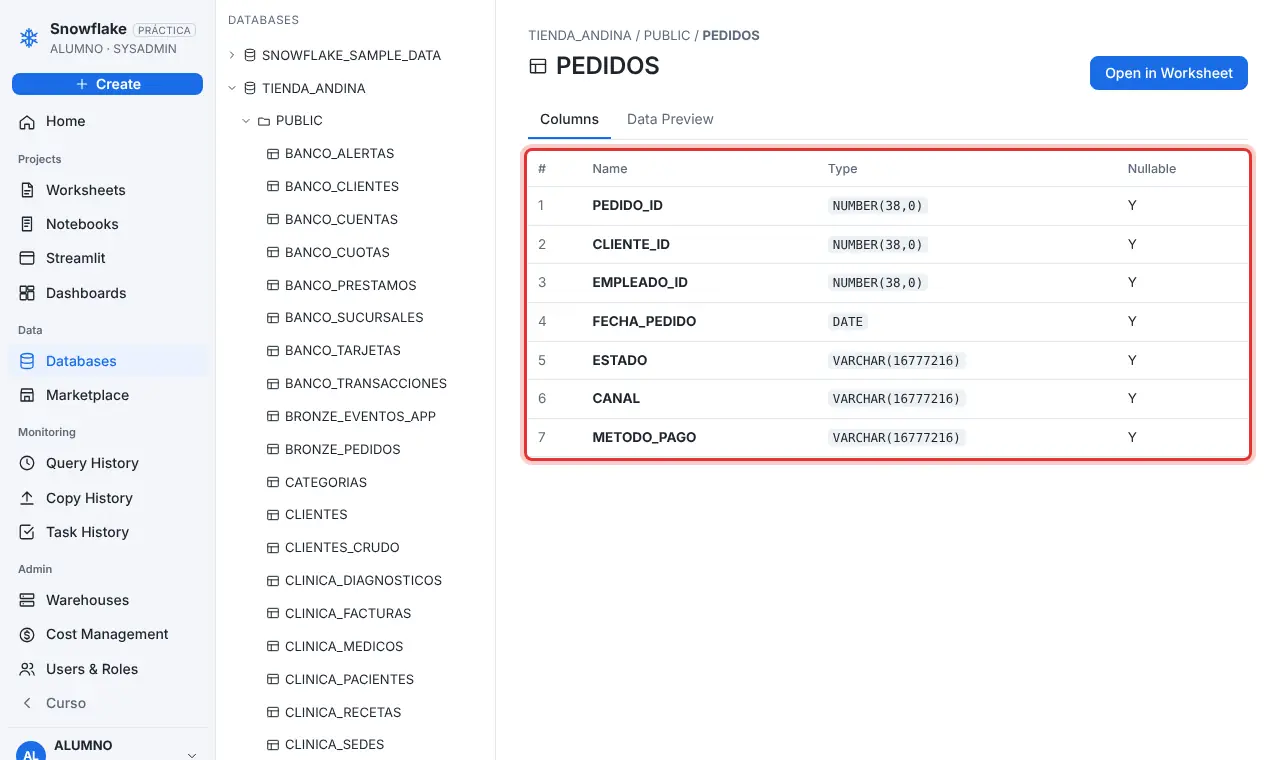 Snowflake PRÁCTICA
ALUMNO · SYSADMIN
+ Create
Home
Projects
Worksheets
Notebooks
Streamlit
Dashboards
Data
Databases
Marketplace
Monitoring
Query History
Copy History
Task History
Admin
Warehouses
Cost Management
Users & Roles
Curso
AL
ALUMNO
DATABASES
SNOWFLAKE_SAMPLE_DATA
TIENDA_ANDINA
PUBLIC
BANCO_ALERTAS
BANCO_CLIENTES
BANCO_CUENTAS
BANCO_CUOTAS
BANCO_PRESTAMOS
BANCO_SUCURSALES
BANCO_TARJETAS
BANCO_TRANSACCIONES
BRONZE_EVENTOS_APP
BRONZE_PEDIDOS
CATEGORIAS
CLIENTES
CLIENTES_CRUDO
CLINICA_DIAGNOSTICOS
CLINICA_FACTURAS
CLINICA_MEDICOS
CLINICA_PACIENTES
CLINICA_RECETAS
CLINICA_SEDES
TIENDA_ANDINA / PUBLIC / PEDIDOS
PEDIDOS
Open in Worksheet
Columns Data Preview
# Name Type Nullable
1 PEDIDO_ID NUMBER(38,0) Y
2 CLIENTE_ID NUMBER(38,0) Y
3 EMPLEADO_ID NUMBER(38,0) Y
4 FECHA_PEDIDO DATE Y
5 ESTADO VARCHAR(16777216) Y
6 CANAL VARCHAR(16777216) Y
7 METODO_PAGO VARCHAR(16777216) Y